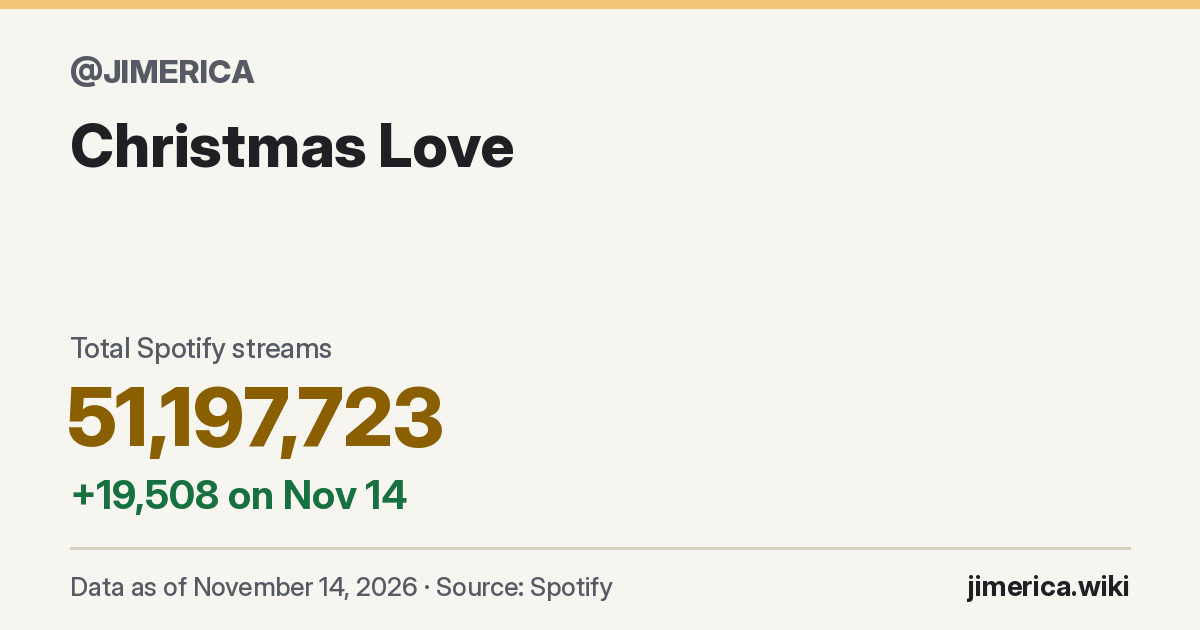 @JIMERICA
Christmas Love
Total Spotify streams
51,197,723
+19,508 on Nov 14
Data as of November 14, 2026 · Source: Spotify
jimerica.wiki